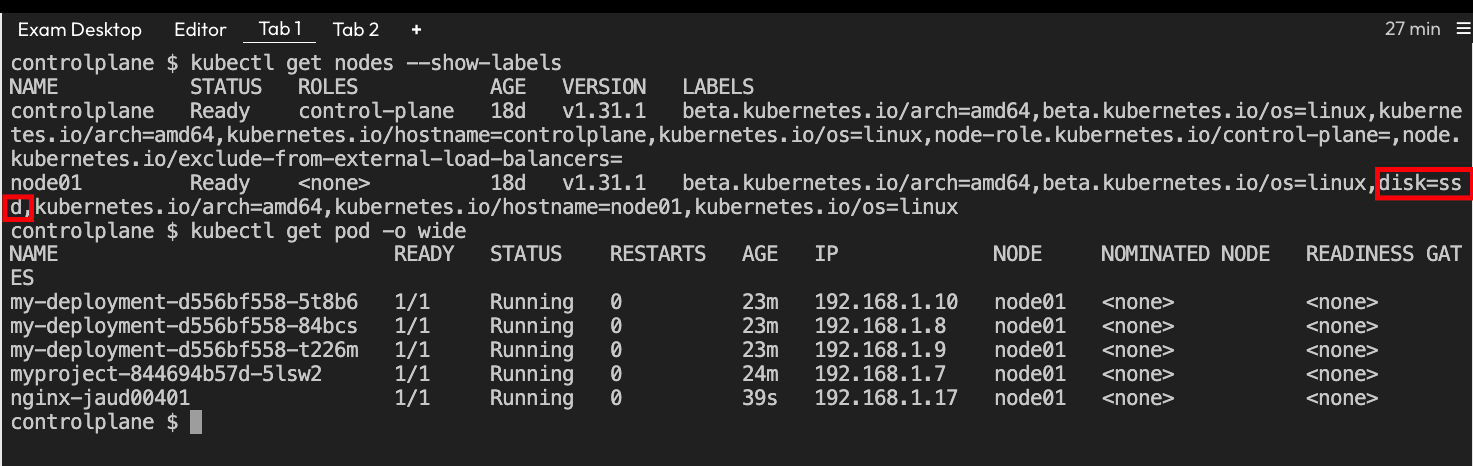 Exam Desktop Editor Tab 1 Tab 2 + 27 min
controlplane $ kubectl get nodes --show-labels
NAME STATUS ROLES AGE VERSION LABELS
controlplane Ready control-plane 18d v1.31.1 beta.kubernetes.io/arch=amd64,beta.kubernetes.io/os=linux,kuberne
tes.io/arch=amd64,kubernetes.io/hostname=controlplane,kubernetes.io/os=linux,node-role.kubernetes.io/control-plane=,node.
kubernetes.io/exclude-from-external-load-balancers=
node01 Ready <none> 18d v1.31.1 beta.kubernetes.io/arch=amd64,beta.kubernetes.io/os=linux,disk=ss
d,kubernetes.io/arch=amd64,kubernetes.io/hostname=node01,kubernetes.io/os=linux
controlplane $ kubectl get pod -o wide
NAME READY STATUS RESTARTS AGE IP NODE NOMINATED NODE READINESS GAT
ES
my-deployment-d556bf558-5t8b6 1/1 Running 0 23m 192.168.1.10 node01 <none> <none>
my-deployment-d556bf558-84bcs 1/1 Running 0 23m 192.168.1.8 node01 <none> <none>
my-deployment-d556bf558-t226m 1/1 Running 0 23m 192.168.1.9 node01 <none> <none>
myproject-844694b57d-5lsw2 1/1 Running 0 24m 192.168.1.7 node01 <none> <none>
nginx-jaud00401 1/1 Running 0 39s 192.168.1.17 node01 <none> <none>
controlplane $